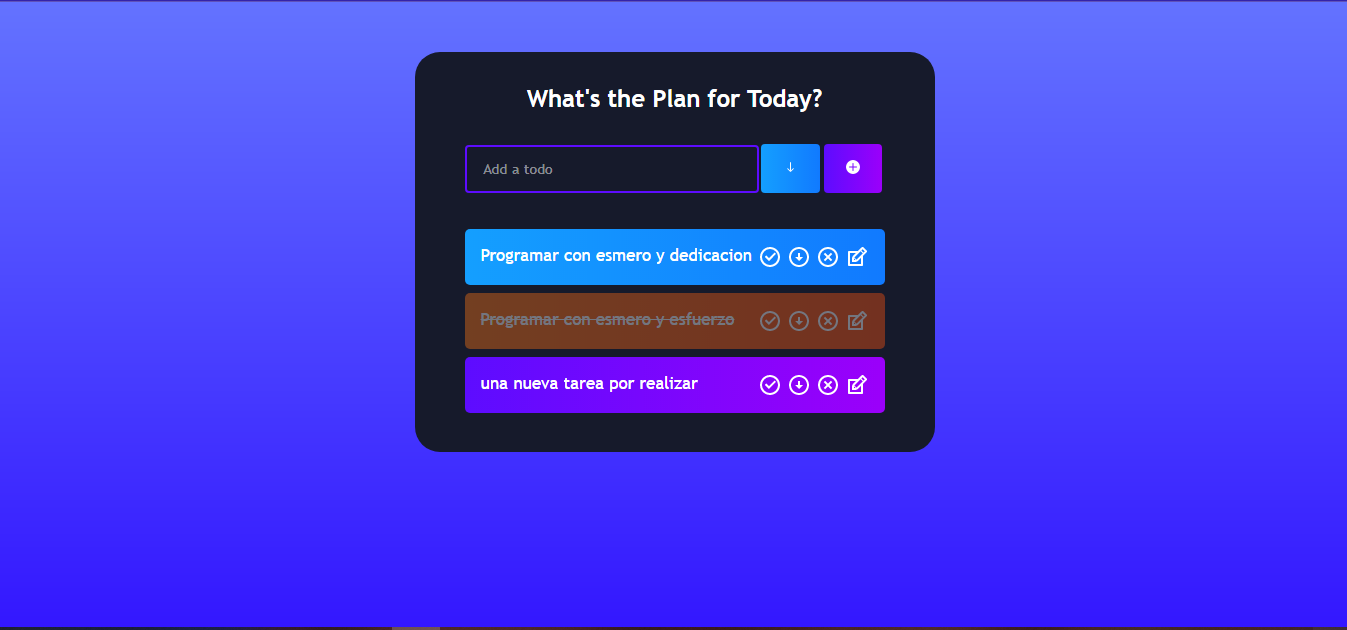 What's the Plan for Today?
Add a todo
Programar con esmero y dedicacion
Programar con esmero y esfuerzo
una nueva tarea por realizar